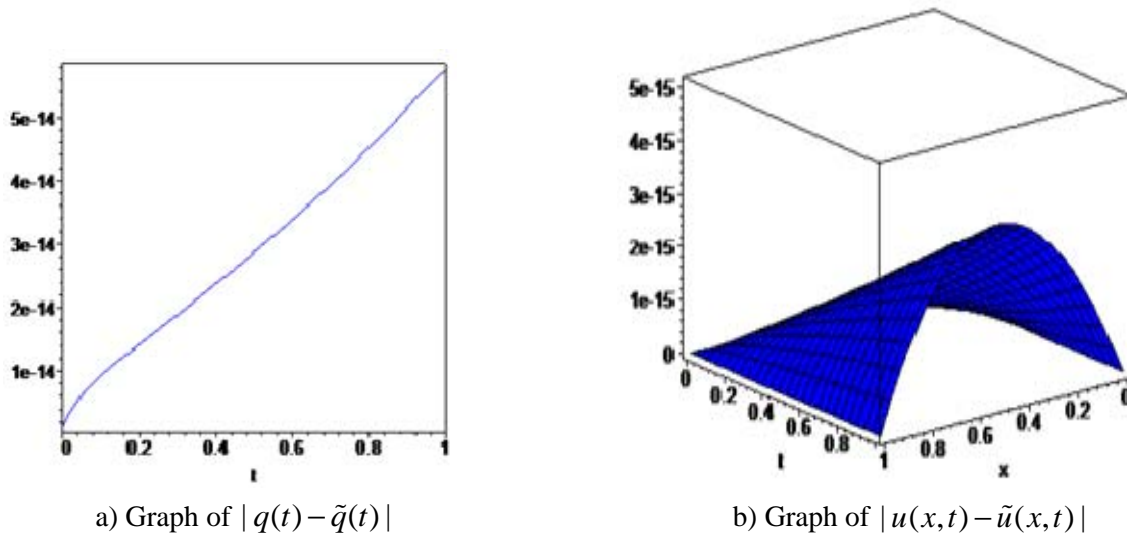 5e-14
4e-14
3e-14
2e-14
1e-14
0 0.2 0.4 0.6 0.8 1
t
a) Graph of | q(t) − q̃(t) |
5e-15
4e-15
3e-15
2e-15
1e-15
0
0 0.2 0.4 0.6 0.8 1
t
0.8 0.6 0.4 0.2 0
x
b) Graph of | u(x,t) − ũ(x,t) |